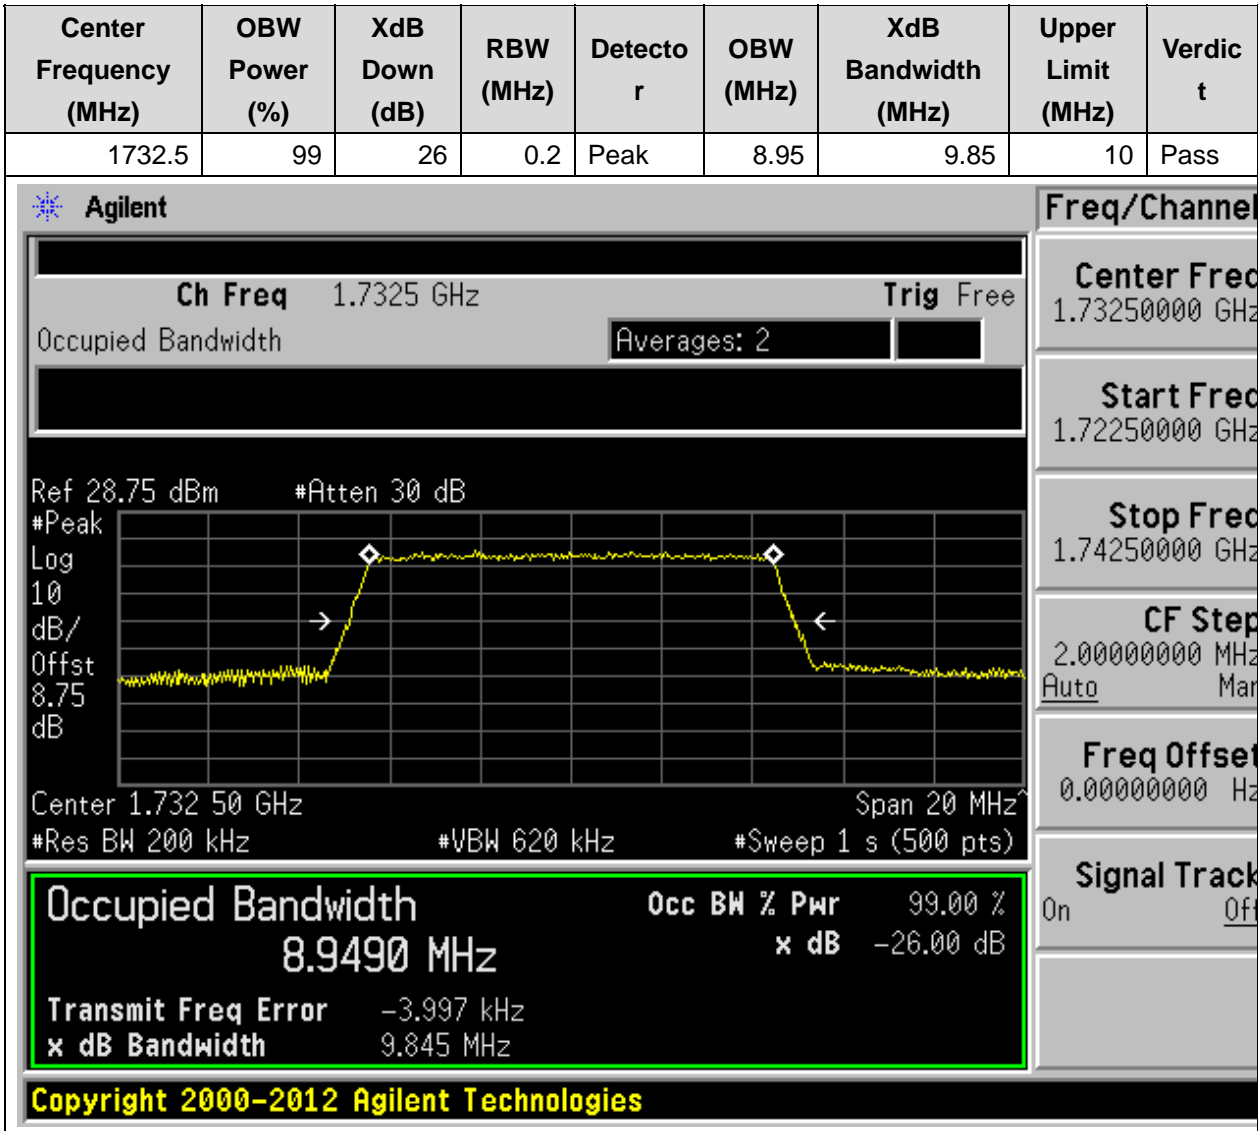 Center Frequency (MHz) OBW Power (%) XdB Down (dB) RBW (MHz) Detecto r OBW (MHz) XdB Bandwidth (MHz) Upper Limit (MHz) Verdic t
1732.5 99 26 0.2 Peak 8.95 9.85 10 Pass
Agilent
Freq/Channel
Ch Freq 1.7325 GHz Trig Free
Occupied Bandwidth Averages: 2
Center Freq
1.73250000 GHz
Start Freq
1.72250000 GHz
Stop Freq
1.74250000 GHz
CF Step
2.00000000 MHz
Auto Man
Freq Offset
0.00000000 Hz
Signal Track
On Off
Ref 28.75 dBm #Atten 30 dB
#Peak
Log
10
dB/
Offst
8.75
dB
Center 1.732 50 GHz Span 20 MHz^
#Res BW 200 kHz #VBW 620 kHz #Sweep 1 s (500 pts)
Occupied Bandwidth Occ BW % Pwr 99.00 %
8.9490 MHz x dB -26.00 dB
Transmit Freq Error -3.997 kHz
x dB Bandwidth 9.845 MHz
Copyright 2000-2012 Agilent Technologies